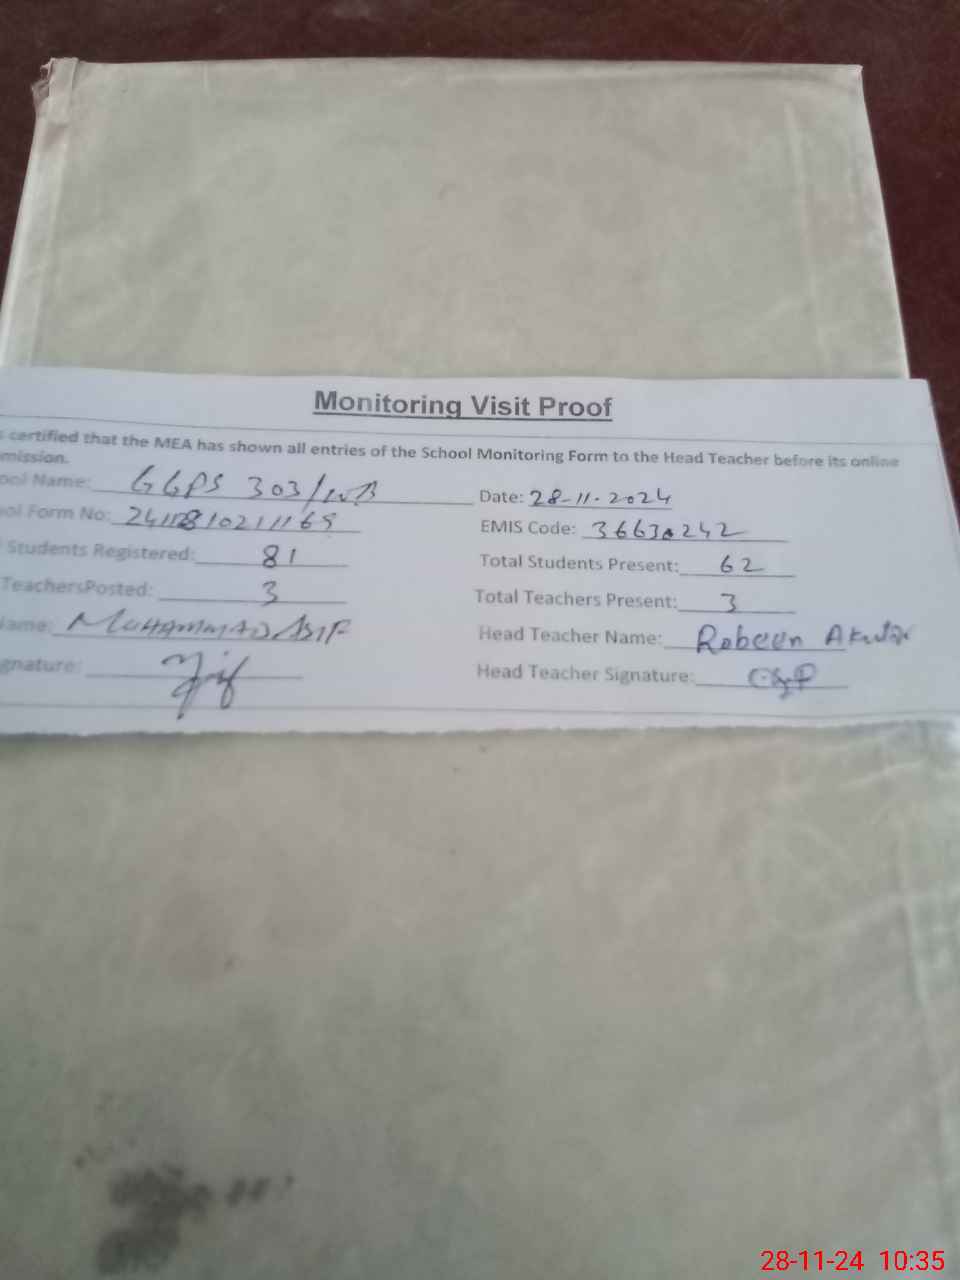 Monitoring Visit Proof
s certified that the MEA has shown all entries of the School Monitoring Form to the Head Teacher before its online
mission.
ool Name: GGPS 303/WB Date: 28-11-2024
ool Form No: EMIS Code: 36630242
Students Registered: 81 Total Students Present: 62
TeachersPosted: 3 Total Teachers Present: 3
Name: MUHAMMAD ASIF Head Teacher Name: Robeen
gnature: Head Teacher Signature:
28-11-24 10:35